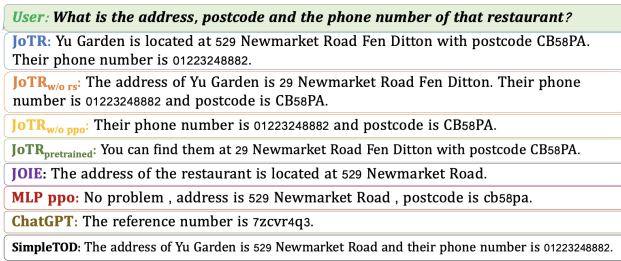 User: What is the address, postcode and the phone number of that restaurant?
JoTR: Yu Garden is located at 529 Newmarket Road Fen Ditton with postcode CB58PA.
Their phone number is 01223248882.
JoTRw/o rs: The address of Yu Garden is 29 Newmarket Road Fen Ditton. Their phone
number is 01223248882 and postcode is CB58PA.
JoTRw/o ppo: Their phone number is 01223248882 and postcode is CB58PA.
JoTRpretrained: You can find them at 29 Newmarket Road Fen Ditton with postcode CB58PA.
JOIE: The address of the restaurant is located at 529 Newmarket Road.
MLP ppo: No problem , address is 529 Newmarket Road , postcode is cb58pa.
ChatGPT: The reference number is 7zcvr4q3.
SimpleTOD: The address of Yu Garden is 529 Newmarket Road and their phone number is 01223248882.